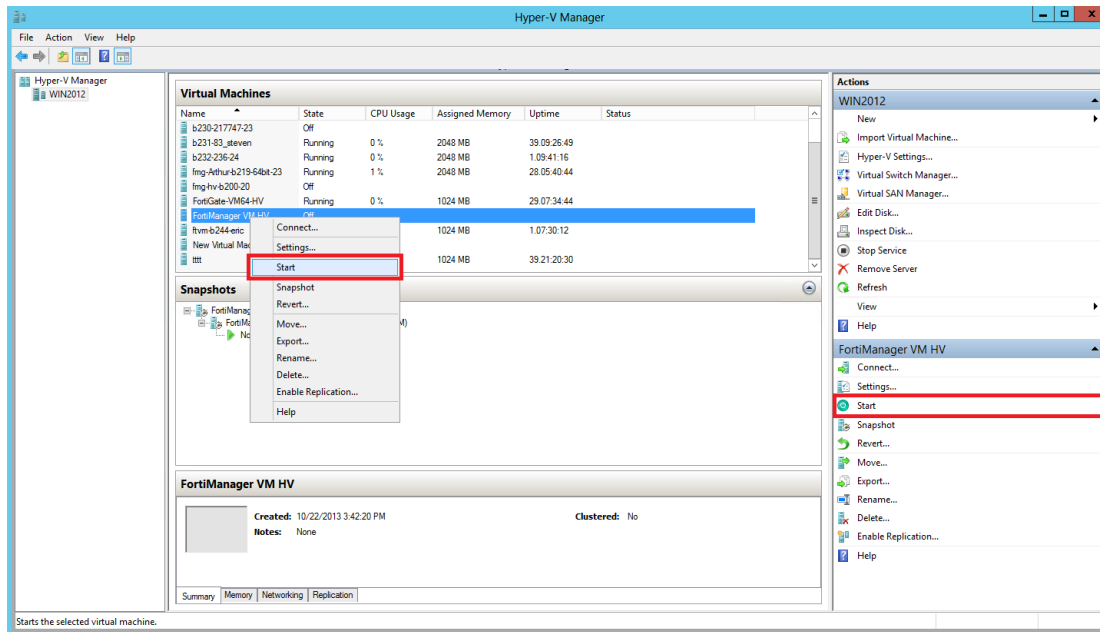 Hyper-V Manager
File Action View Help
Hyper-V Manager
WIN2012
Virtual Machines
Name State CPU Usage Assigned Memory Uptime Status
b230-217747-23 Off
b231-83_steven Running 0 % 2048 MB 39.09:26:49
b232-236-24 Running 0 % 2048 MB 1.09:41:16
fmg-Arthur-b219-64bit-23 Running 1 % 2048 MB 28.05:40:44
fmg-hv-b200-20 Off
FortiGate-VM64-HV Running 0 % 1024 MB 29.07:34:44
FortiManager VM HV Off
ftvm-b244-eric 1024 MB 1.07:30:12
New Virtual Mac
tttt 1024 MB 39.21:20:30
Connect...
Settings...
Start
Snapshot
Revert...
Move...
Export...
Rename...
Delete...
Enable Replication...
Help
Snapshots
FortiManag
FortiMa M)
No
FortiManager VM HV
Created: 10/22/2013 3:42:20 PM Clustered: No
Notes: None
Summary Memory Networking Replication
Actions
WIN2012
New
Import Virtual Machine...
Hyper-V Settings...
Virtual Switch Manager...
Virtual SAN Manager...
Edit Disk...
Inspect Disk...
Stop Service
Remove Server
Refresh
View
Help
FortiManager VM HV
Connect...
Settings...
Start
Snapshot
Revert...
Move...
Export...
Rename...
Delete...
Enable Replication...
Help
Starts the selected virtual machine.